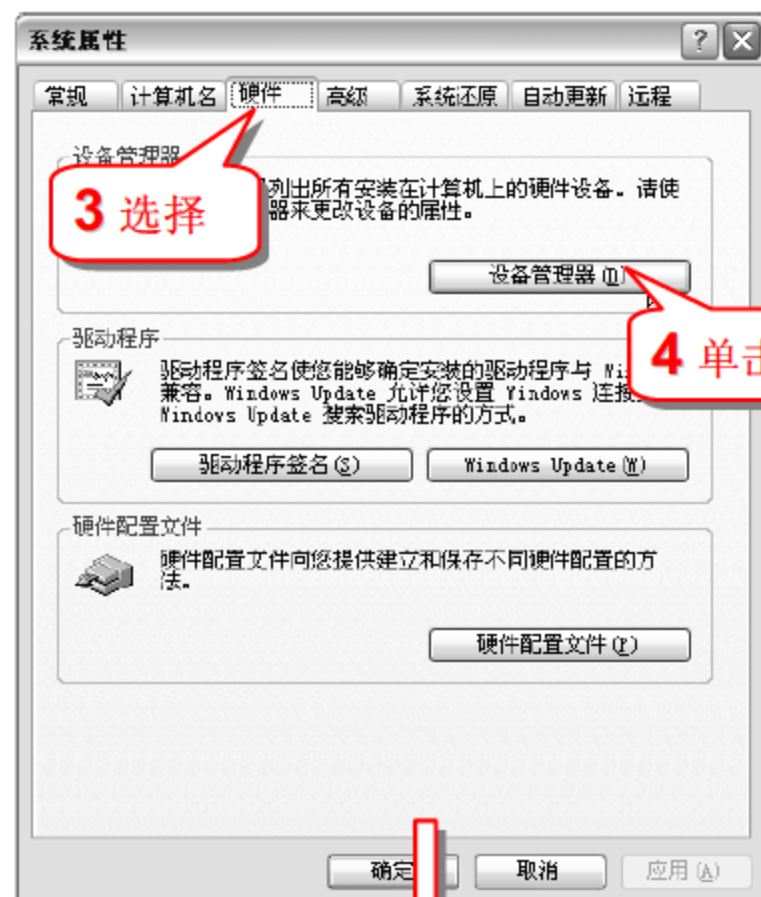 系统属性
常规 计算机名 硬件 高级 系统还原 自动更新 远程
设备管理器
列出所有安装在计算机上的硬件设备。请使
器来更改设备的属性。
3 选择
设备管理器(D)
4 单击
驱动程序
驱动程序签名使您能够确定安装的驱动程序与 Wi
兼容。Windows Update 允许您设置 Windows 连接
Windows Update 搜索驱动程序的方式。
驱动程序签名(S) Windows Update(W)
硬件配置文件
硬件配置文件向您提供建立和保存不同硬件配置的方
法。
硬件配置文件(P)
确定 取消 应用(A)